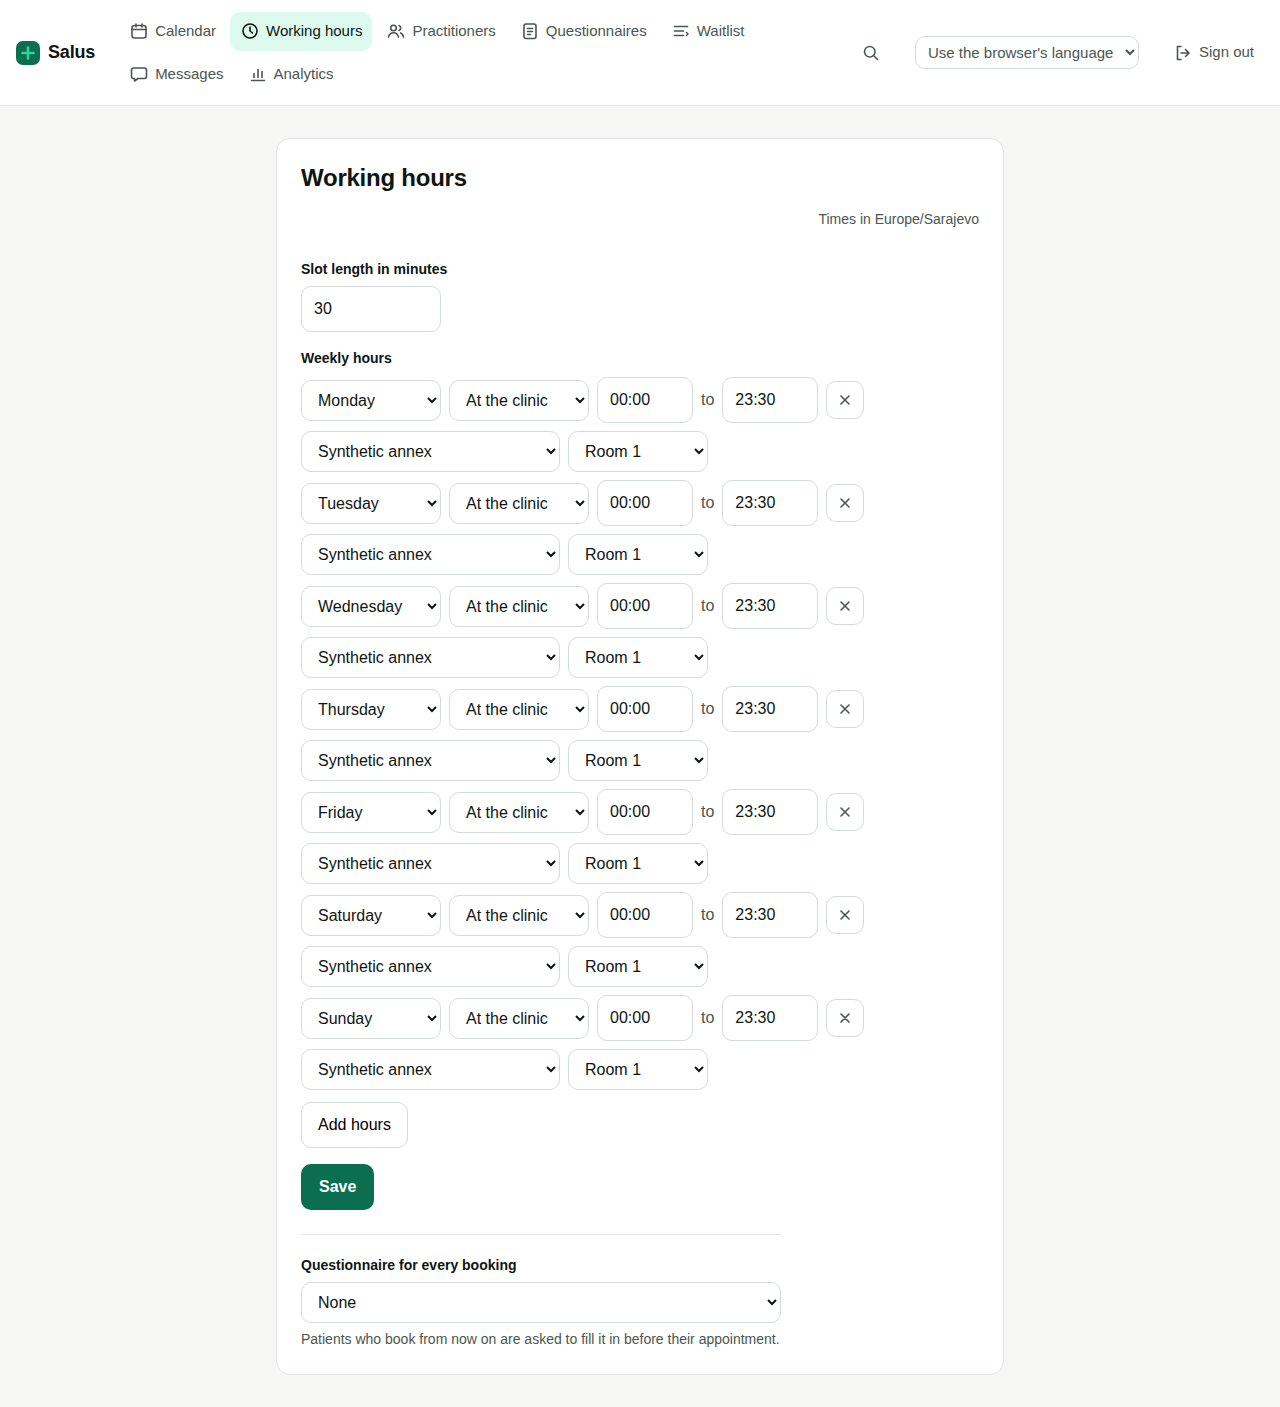 Salus
Calendar
Working hours
Practitioners
Questionnaires
Waitlist
Messages
Analytics
Use the browser's language
Sign out
Working hours
Times in Europe/Sarajevo
Slot length in minutes
30
Weekly hours
Monday At the clinic 00:00 to 23:30
Synthetic annex Room 1
Tuesday At the clinic 00:00 to 23:30
Synthetic annex Room 1
Wednesday At the clinic 00:00 to 23:30
Synthetic annex Room 1
Thursday At the clinic 00:00 to 23:30
Synthetic annex Room 1
Friday At the clinic 00:00 to 23:30
Synthetic annex Room 1
Saturday At the clinic 00:00 to 23:30
Synthetic annex Room 1
Sunday At the clinic 00:00 to 23:30
Synthetic annex Room 1
Add hours
Save
Questionnaire for every booking
None
Patients who book from now on are asked to fill it in before their appointment.